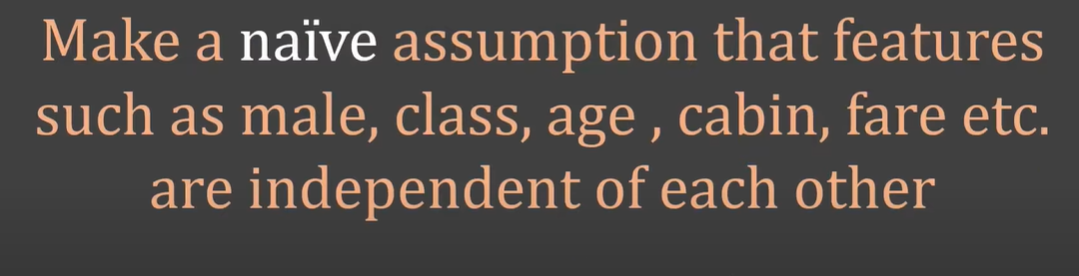 Make a naïve assumption that features
such as male, class, age , cabin, fare etc.
are independent of each other